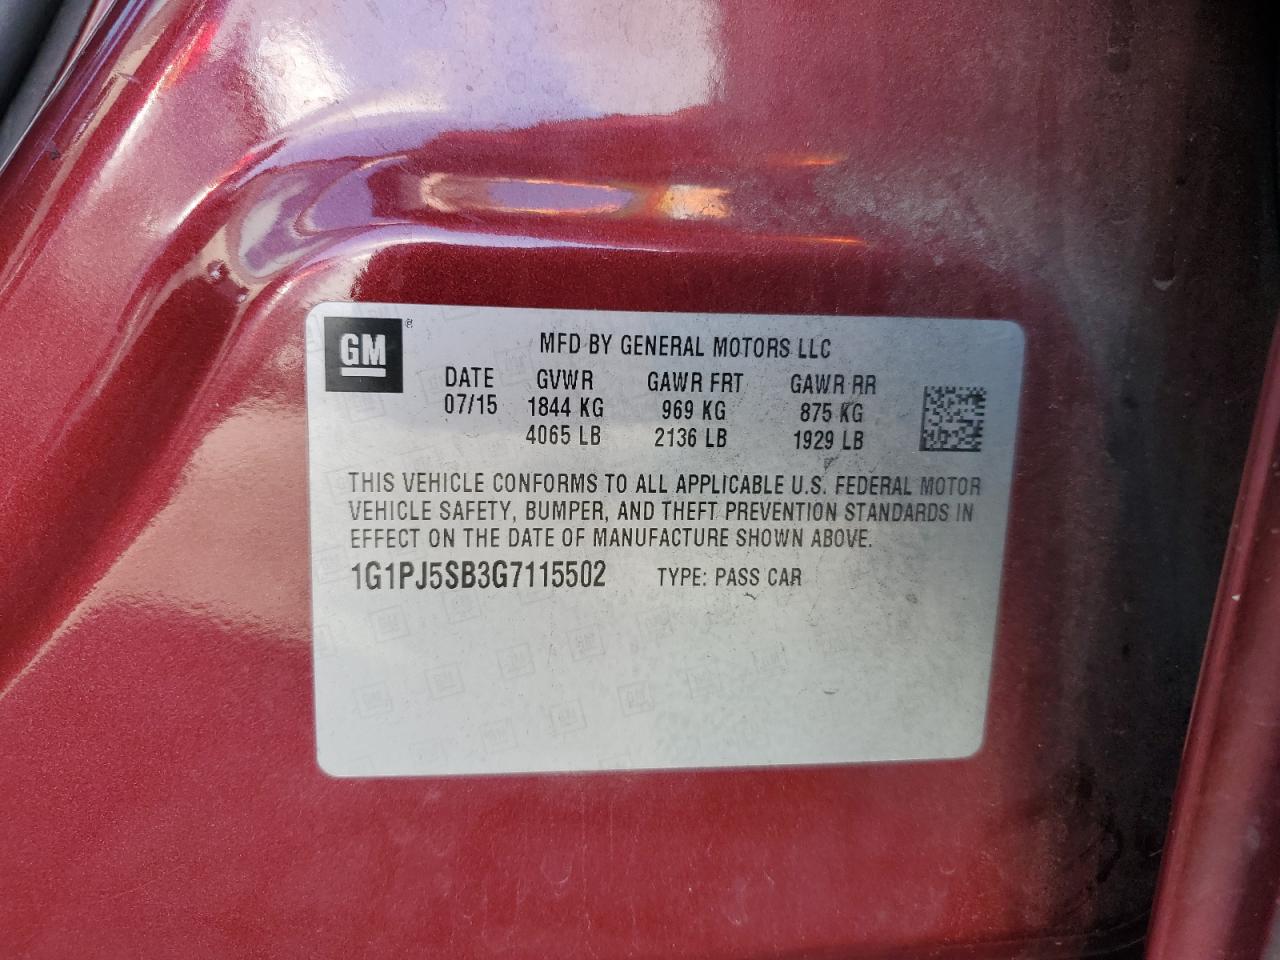 GM ®
MFD BY GENERAL MOTORS LLC
DATE GVWR GAWR FRT GAWR RR
07/15 1844 KG 969 KG 875 KG
4065 LB 2136 LB 1929 LB
THIS VEHICLE CONFORMS TO ALL APPLICABLE U.S. FEDERAL MOTOR
VEHICLE SAFETY, BUMPER, AND THEFT PREVENTION STANDARDS IN
EFFECT ON THE DATE OF MANUFACTURE SHOWN ABOVE.
1G1PJ5SB3G7115502 TYPE: PASS CAR